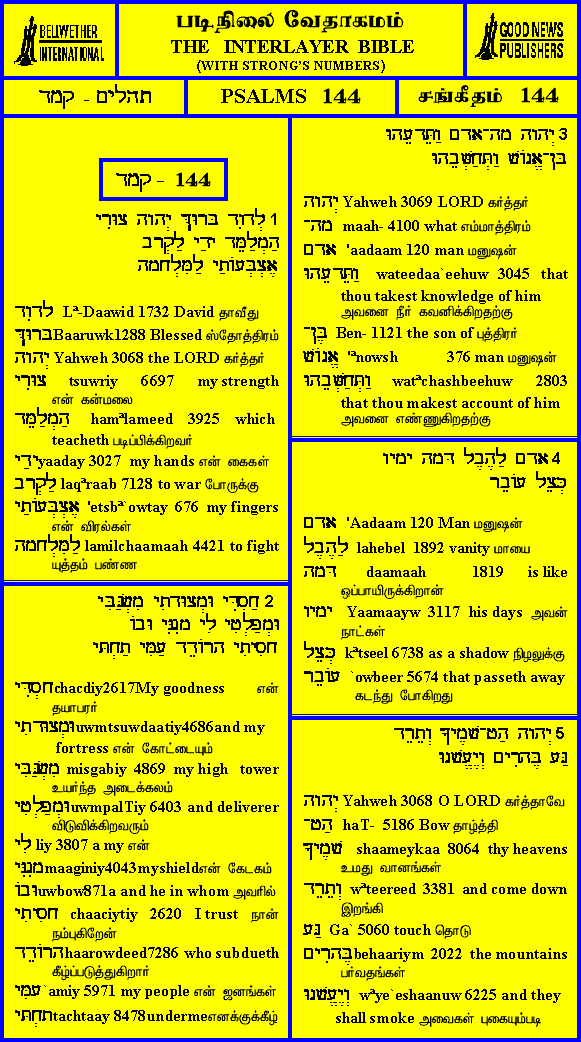 BELLWETHER
INTERNATIONAL
படிநிலை வேதாகமம்
THE INTERLAYER BIBLE
(WITH STRONG'S NUMBERS)
GOOD NEWS
PUBLISHERS
תהלים - קמד
PSALMS 144
சங்கீதம் 144
קמד - 144
1 לְדָוִד בָּרוּךְ יְהוָה צוּרִי
הַמְלַמֵּד יָדַי לַקְרָב
אֶצְבְּעוֹתַי לַמִּלְחָמָה
לדוד Lª-Daawid 1732 David தாவீது
בָּרוּךְ Baaruwk1288 Blessed ஸ்தோத்திரம்
יְהוָה Yahweh 3068 the LORD கர்த்தர்
צוּרִי tsuwriy 6697 my strength
என் கன்மலை
הַמְלַמֵּד hamªlameed 3925 which
teacheth படிப்பிக்கிறவர்
יָדַי yaaday 3027 my hands என் கைகள்
לַקְרָב laqªraab 7128 to war போருக்கு
אֶצְבְּעוֹתַי 'etsbª`owtay 676 my fingers
என் விரல்கள்
לַמִּלְחָמָה lamilchaamaah 4421 to fight
யுத்தம் பண்ண
2 חַסְדִּי וּמְצוּדָתִי מִשְׂגַּבִּי
וּמְפַלְטִי לִי מָגִנִּי וּבוֹ
חָסִיתִי הָרוֹדֵד עַמִּי תַחְתָּי
חַסְדִּי chacdiy2617My goodness என்
தயாபரர்
וּמְצוּדָתִי uwmtsuwdaatiy4686and my
fortress என் கோட்டையும்
מִשְׂגַּבִּי misgabiy 4869 my high tower
உயர்ந்த அடைக்கலம்
וּמְפַלְטִי uwmpalTiy 6403 and deliverer
விடுவிக்கிறவரும்
לִי liy 3807 a my என்
מָגִנִּי maaginiy4043myshieldஎன் கேடகம்
וּבוֹ uwbow871a and he in whom அவரில்
חָסִיתִי chaaciytiy 2620 I trust நான்
நம்புகிறேன்
הָרוֹדֵד haarowdeed7286 who subdueth
கீழ்ப்படுத்துகிறார்
עַמִּי `amiy 5971 my people என் ஜனங்கள்
תַחְתָּי tachtaay 8478undermeஎனக்குக்கீழ்
3 יְהוָה מָה־אָדָם וַתֵּדָעֵהוּ
בֶּן־אֱנוֹשׁ וַתְּחַשְּׁבֵהוּ
יְהוָה Yahweh 3069 LORD கர்த்தர்
מָה־ maah- 4100 what எம்மாத்திரம்
אָדָם 'aadaam 120 man மனுஷன்
וַתֵּדָעֵהוּ wateedaa`eehuw 3045 that
thou takest knowledge of him
அவனை நீர் கவனிக்கிறதற்கு
בֶּן־ Ben- 1121 the son of புத்திரர்
אֱנוֹשׁ 'ªnowsh 376 man மனுஷன்
וַתְּחַשְּׁבֵהוּ watªchashbeehuw 2803
that thou makest account of him
அவனை எண்ணுகிறதற்கு
4 אָדָם לַהֶבֶל דָּמָה יָמָיו
כְּצֵל עוֹבֵר
אָדָם 'Aadaam 120 Man மனுஷன்
לַהֶבֶל lahebel 1892 vanity மாயை
דָּמָה daamaah 1819 is like
ஒப்பாயிருக்கிறான்
יָמָיו Yaamaayw 3117 his days அவன்
நாட்கள்
כְּצֵל kªtseel 6738 as a shadow நிழலுக்கு
עוֹבֵר `owbeer 5674 that passeth away
கடந்து போகிறது
5 יְהוָה הַט־שָׁמֶיךָ וְתֵרֵד
גַּע בֶּהָרִים וְיֶעֱשָׁנוּ
יְהוָה Yahweh 3068 O LORD கர்த்தாவே
הַט־ haT- 5186 Bow தாழ்த்தி
שָׁמֶיךָ shaameykaa 8064 thy heavens
உமது வானங்கள்
וְתֵרֵד wªteereed 3381 and come down
இறங்கி
גַּע Ga` 5060 touch தொடு
בֶּהָרִים behaariym 2022 the mountains
பர்வதங்கள்
וְיֶעֱשָׁנוּ wªye`eshaanuw 6225 and they
shall smoke அவைகள் புகையும்படி